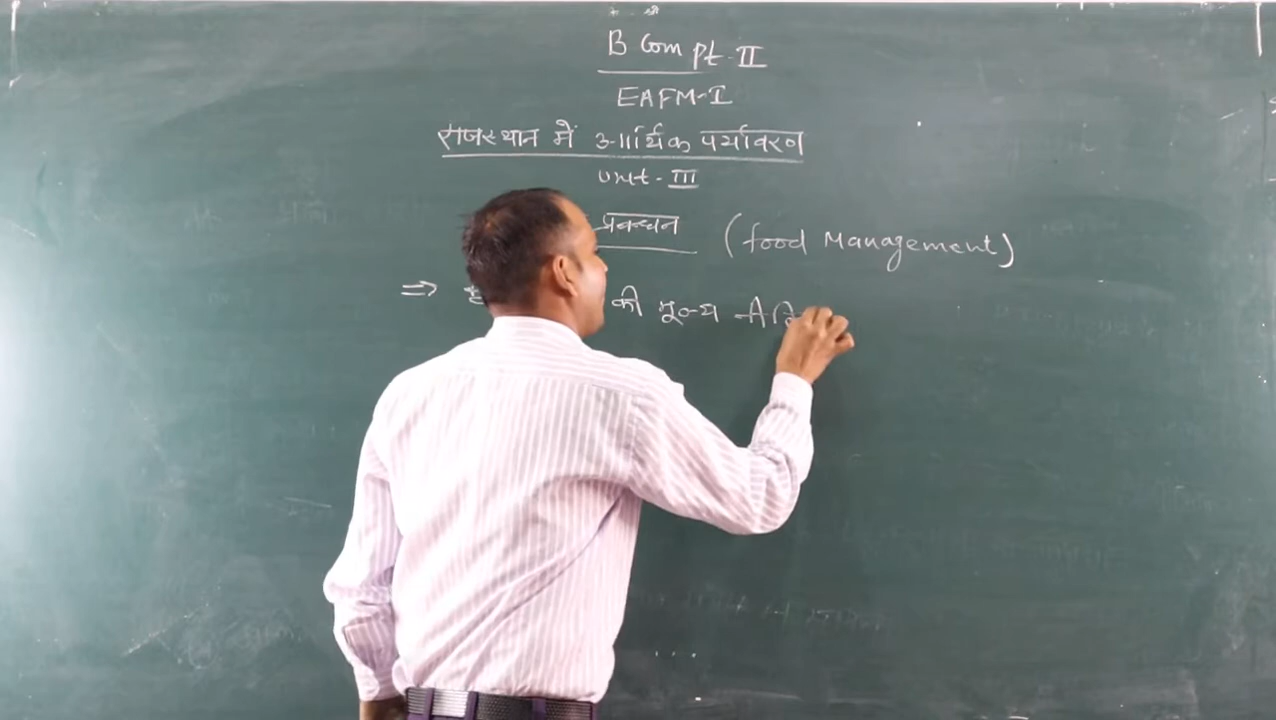 B Com pt-II
EAFM-I
राजस्थान में आर्थिक पर्यावरण
Unit-III
प्रबन्धन (food Management)
⇒ की मूल्य